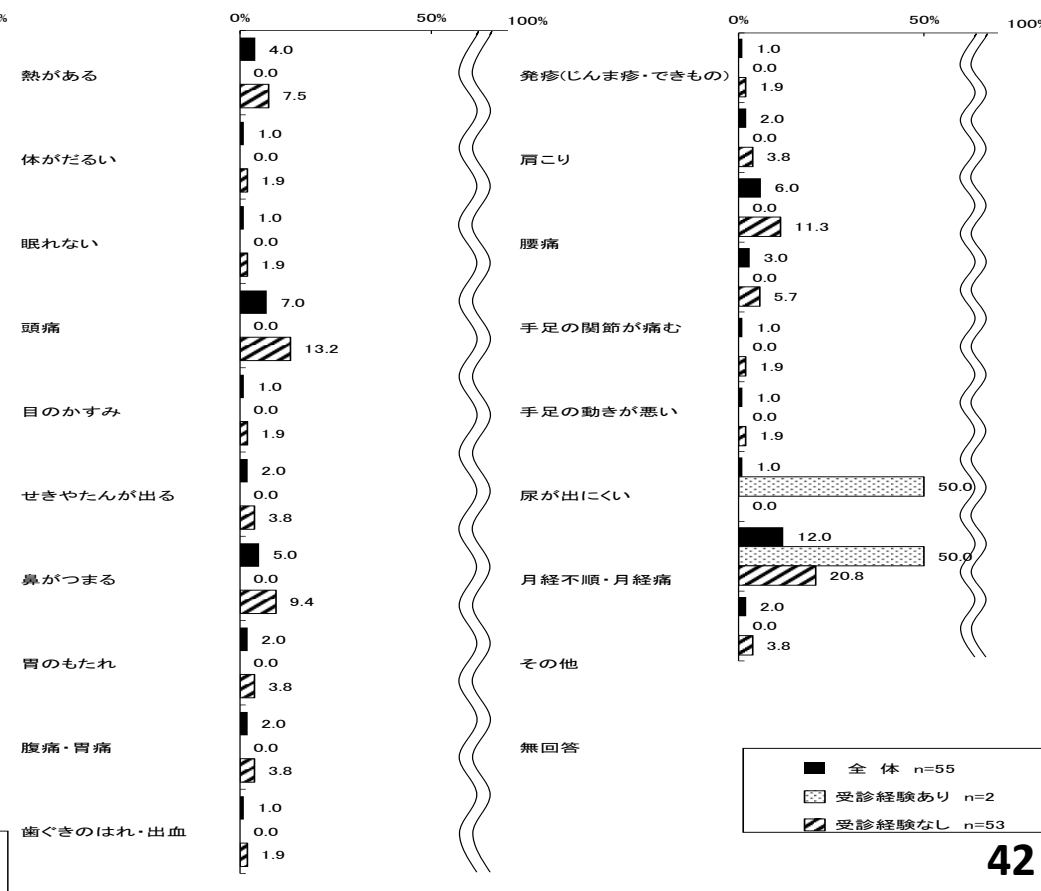 %
0%
50%
100%
熱がある
4.0
0.0
7.5
体がだるい
1.0
0.0
1.9
眠れない
1.0
0.0
1.9
頭痛
7.0
0.0
13.2
目のかすみ
1.0
0.0
1.9
せきやたんが出る
2.0
0.0
3.8
鼻がつまる
5.0
0.0
9.4
胃のもたれ
2.0
0.0
3.8
腹痛・胃痛
2.0
0.0
3.8
歯ぐきのはれ・出血
1.0
0.0
1.9
0%
50%
100%
発疹(じんま疹・できもの)
1.0
0.0
1.9
肩こり
2.0
0.0
3.8
腰痛
6.0
0.0
11.3
手足の関節が痛む
3.0
0.0
5.7
手足の動きが悪い
1.0
0.0
1.9
尿が出にくい
1.0
0.0
1.9
月経不順・月経痛
1.0
50.0
0.0
その他
12.0
50.0
20.8
無回答
2.0
0.0
3.8
全 体 n=55
受診経験あり n=2
受診経験なし n=53
42